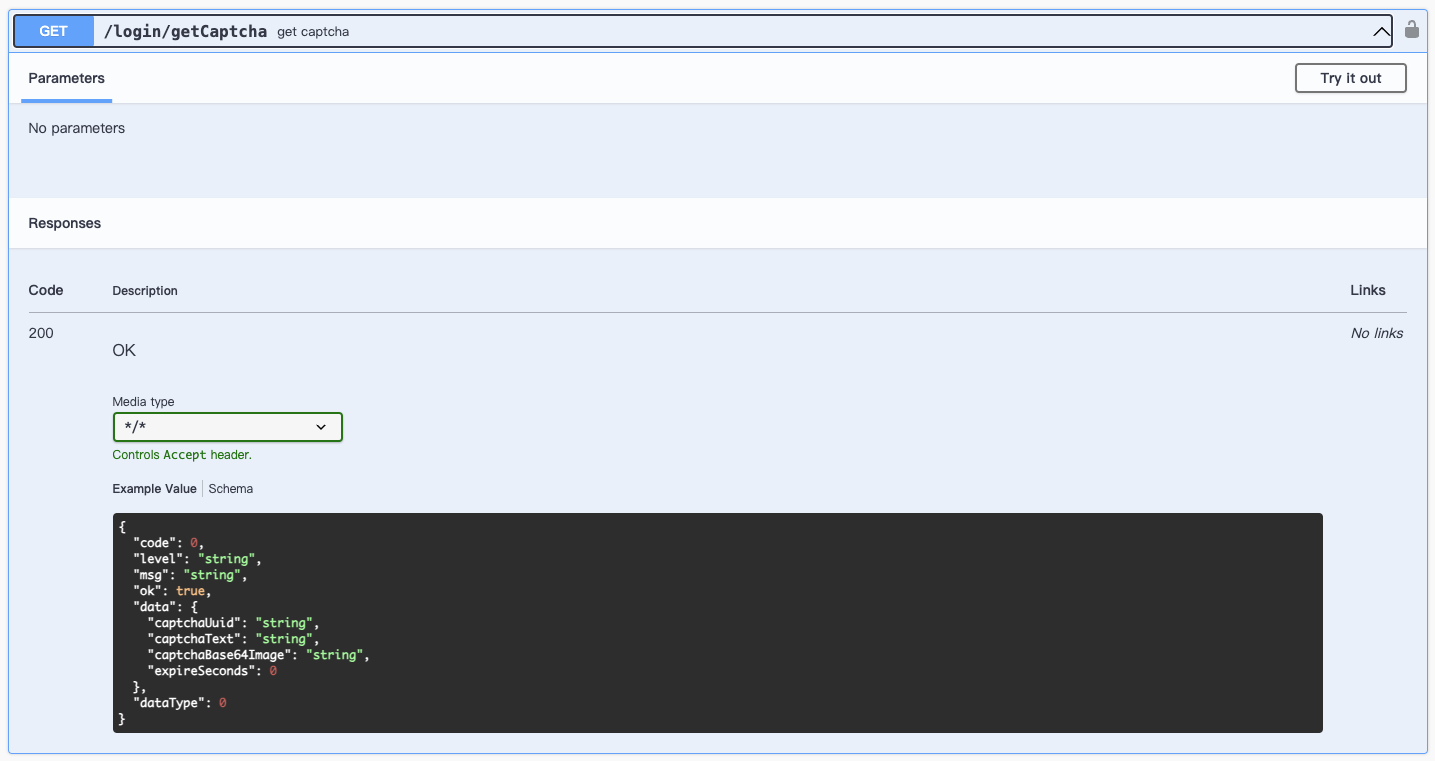 GET /login/getCaptcha get captcha
Parameters
Try it out
No parameters
Responses
Code Description Links
200 No links
OK
Media type
*/*
Controls Accept header.
Example Value Schema
{
  "code": 0,
  "level": "string",
  "msg": "string",
  "ok": true,
  "data": {
    "captchaUuid": "string",
    "captchaText": "string",
    "captchaBase64Image": "string",
    "expireSeconds": 0
  },
  "dataType": 0
}